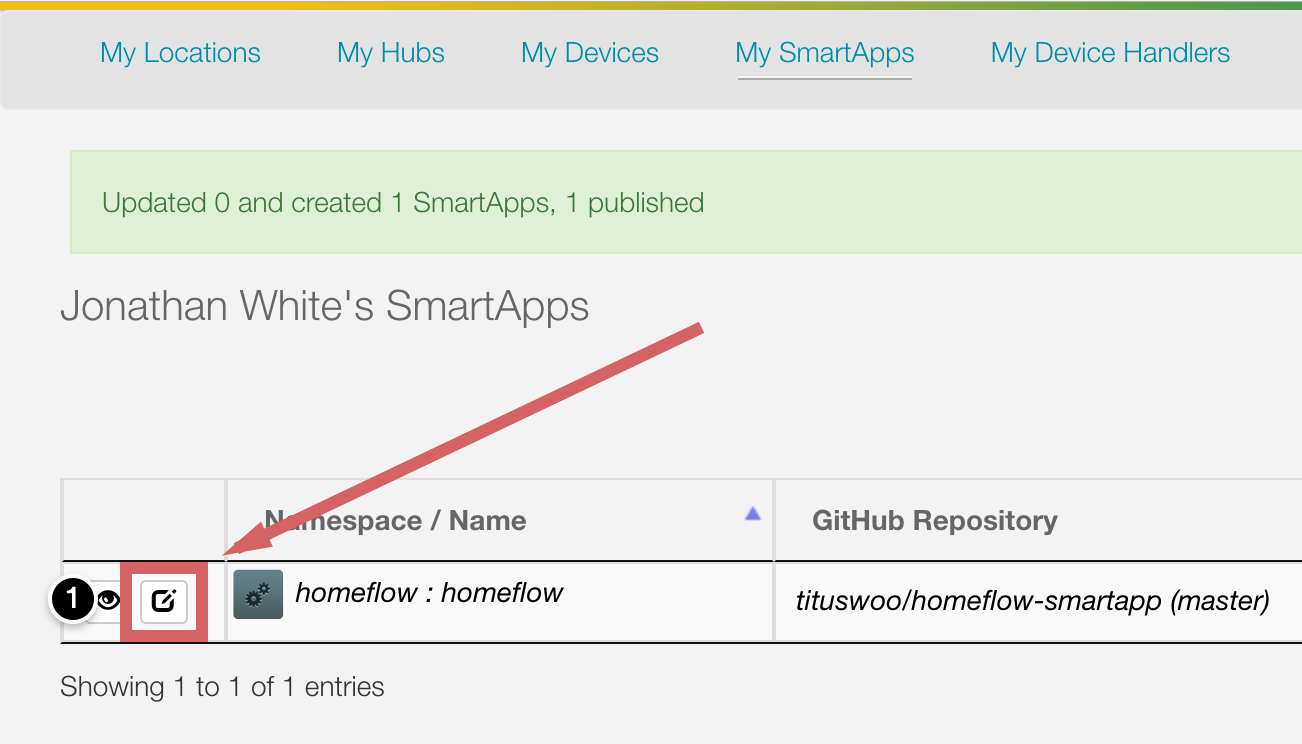 My Locations My Hubs My Devices My SmartApps My Device Handlers
Updated 0 and created 1 SmartApps, 1 published
Jonathan White's SmartApps
Namespace / Name GitHub Repository
1 homeflow : homeflow tituswoo/homeflow-smartapp (master)
Showing 1 to 1 of 1 entries